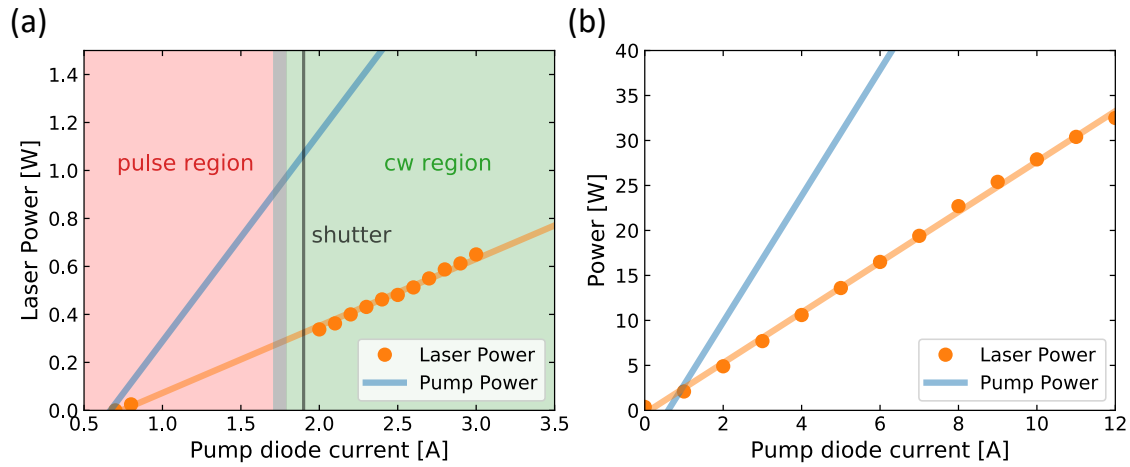 (a)
Laser Power [W]
1.4
1.2
1.0
0.8
0.6
0.4
0.2
0.0
pulse region
cw region
shutter
Laser Power
Pump Power
0.5 1.0 1.5 2.0 2.5 3.0 3.5
Pump diode current [A]
(b)
Power [W]
40
35
30
25
20
15
10
5
0
Laser Power
Pump Power
0 2 4 6 8 10 12
Pump diode current [A]